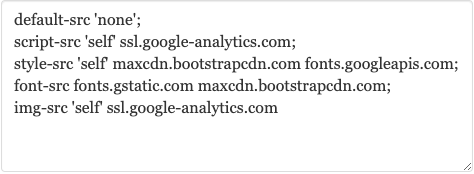 default-src 'none';
script-src 'self' ssl.google-analytics.com;
style-src 'self' maxcdn.bootstrapcdn.com fonts.googleapis.com;
font-src fonts.gstatic.com maxcdn.bootstrapcdn.com;
img-src 'self' ssl.google-analytics.com